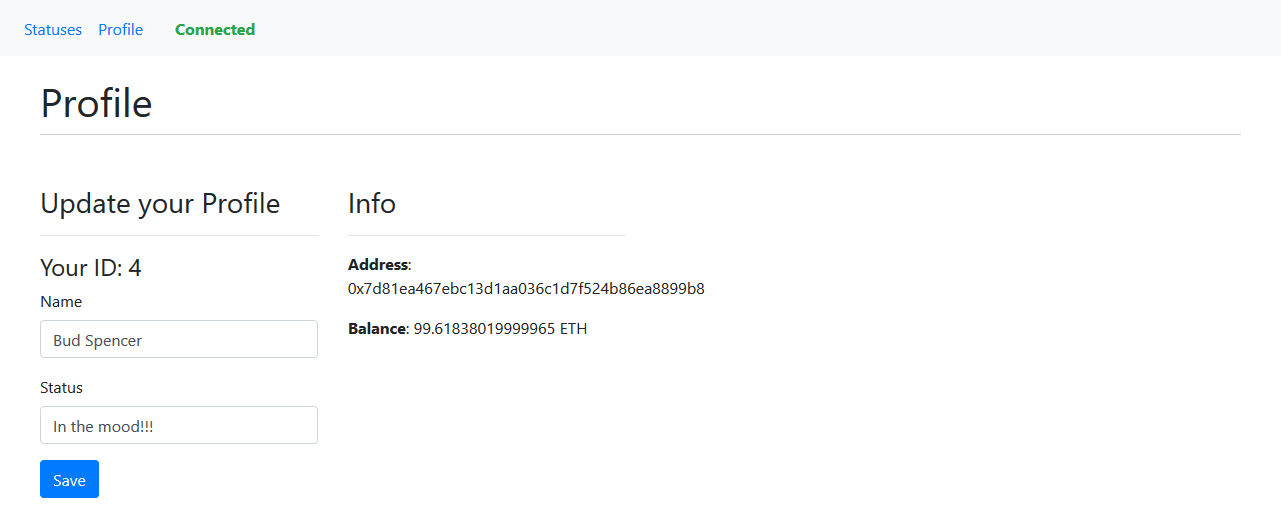 Statuses Profile Connected
Profile
Update your Profile
Your ID: 4
Name
Bud Spencer
Status
In the mood!!!
Save
Info
Address:
0x7d81ea467ebc13d1aa036c1d7f524b86ea8899b8
Balance: 99.61838019999965 ETH